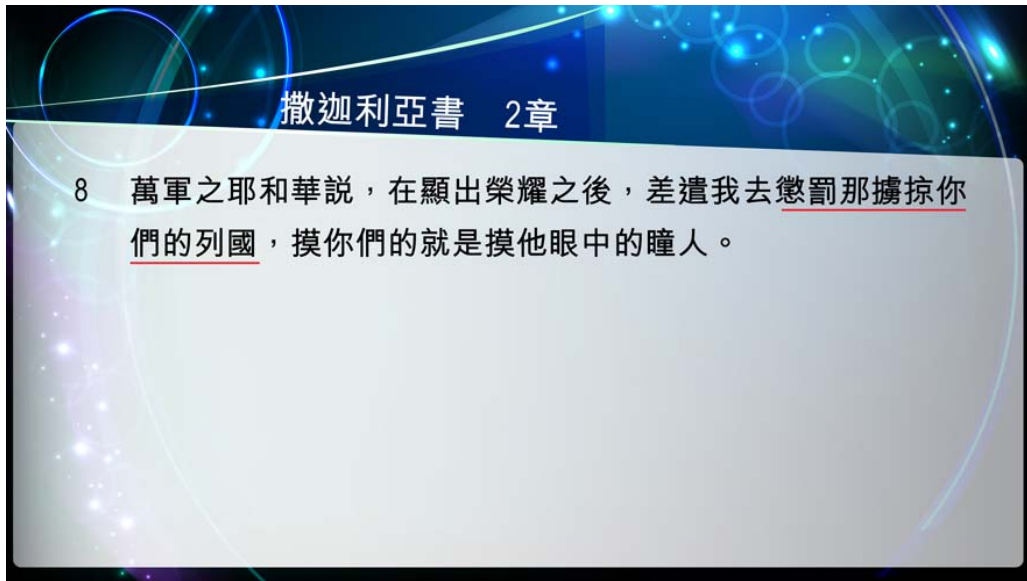 撒迦利亞書 2章
8 萬軍之耶和華説，在顯出榮耀之後，差遣我去懲罰那擄掠你
們的列國，摸你們的就是摸他眼中的瞳人。